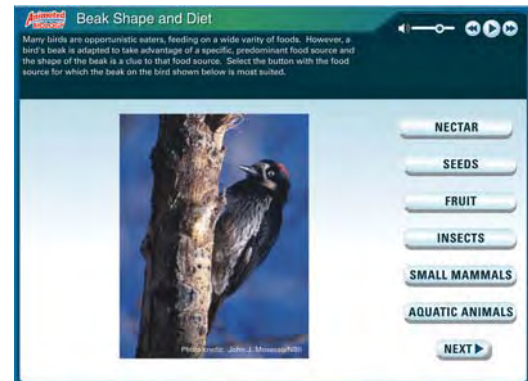 Animated
Beak Shape and Diet
Many birds are opportunistic eaters, feeding on a wide varity of foods. However, a
bird's beak is adapted to take advantage of a specific, predominant food source and
the shape of the beak is a clue to that food source. Select the button with the food
source for which the beak on the bird shown below is most suited.
NECTAR
SEEDS
FRUIT
INSECTS
SMALL MAMMALS
AQUATIC ANIMALS
NEXT
Photo credit: John J.